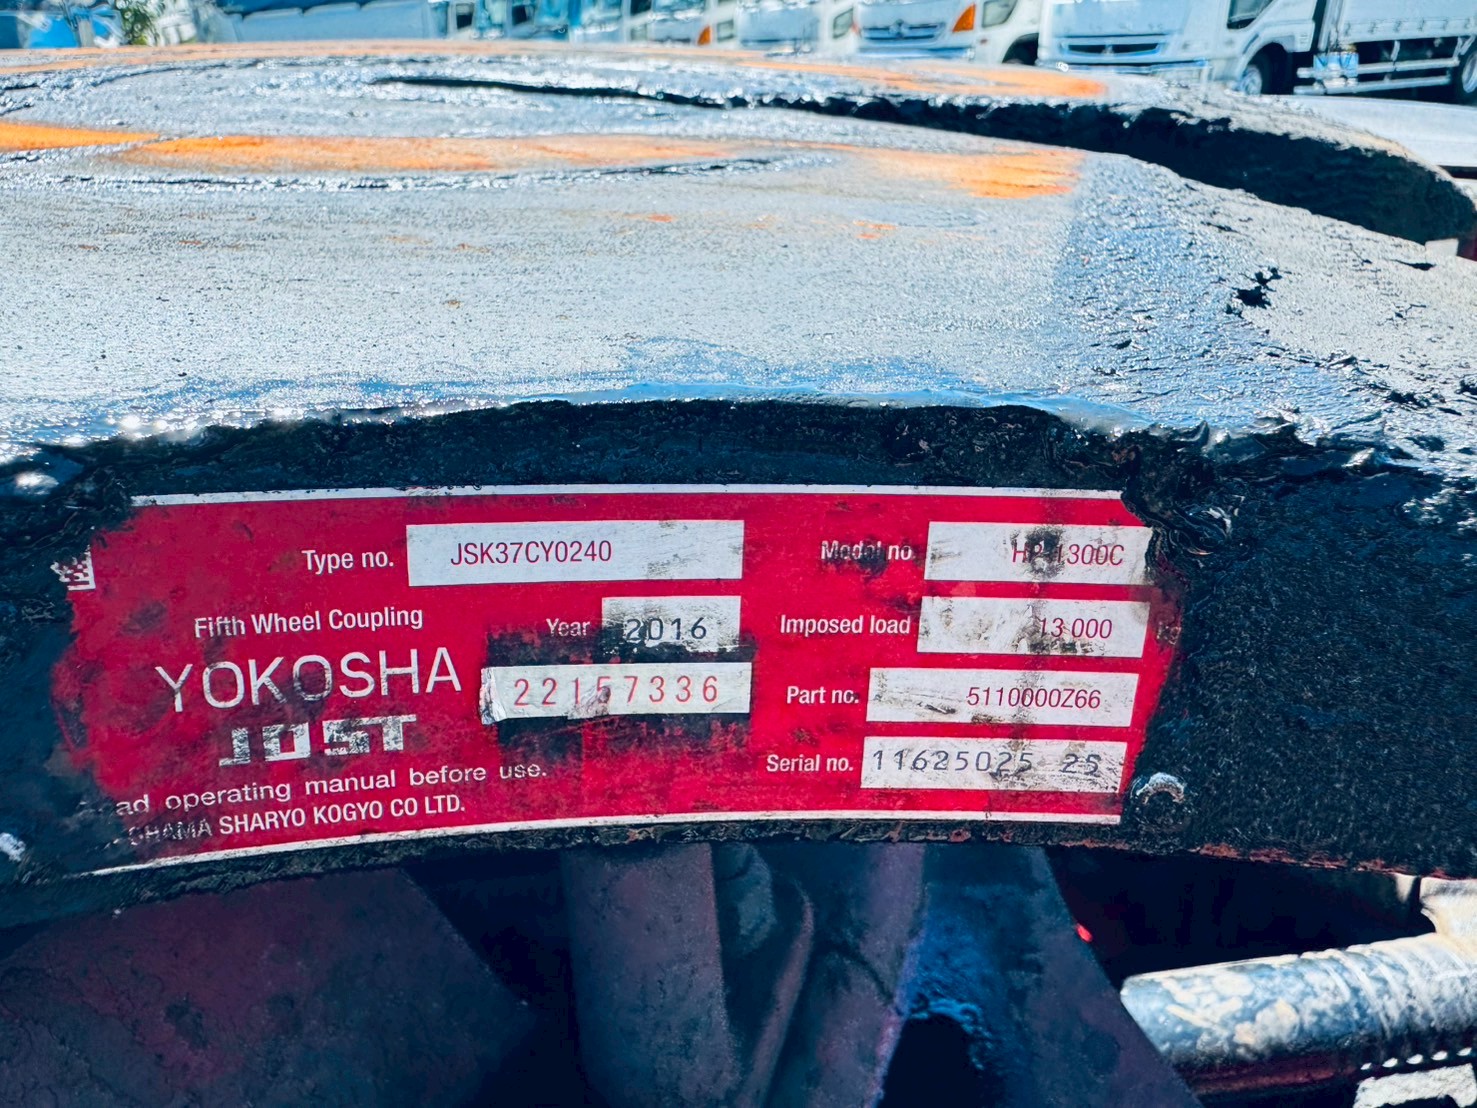 Type no. JSK37CY0240
Fifth Wheel Coupling
Year 2016
YOKOSHA
JOST
22157336
operating manual before use.
SHARYO KOGYO CO LTD.
Model no.
Imposed load 13 000
Part no. 5110000Z66
Serial no. 11625025 25